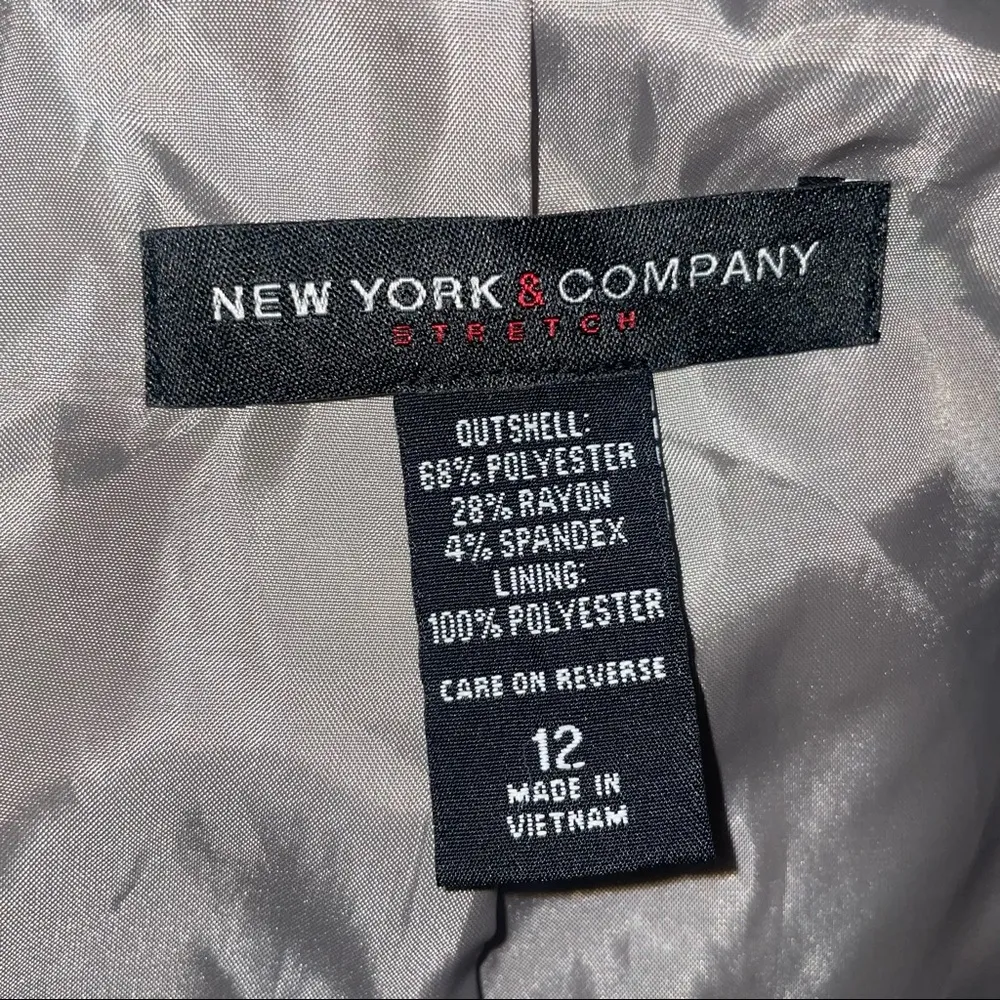 NEW YORK & COMPANY
STRETCH
OUTSHELL:
68% POLYESTER
28% RAYON
4% SPANDEX
LINING:
100% POLYESTER
CARE ON REVERSE
12
MADE IN
VIETNAM